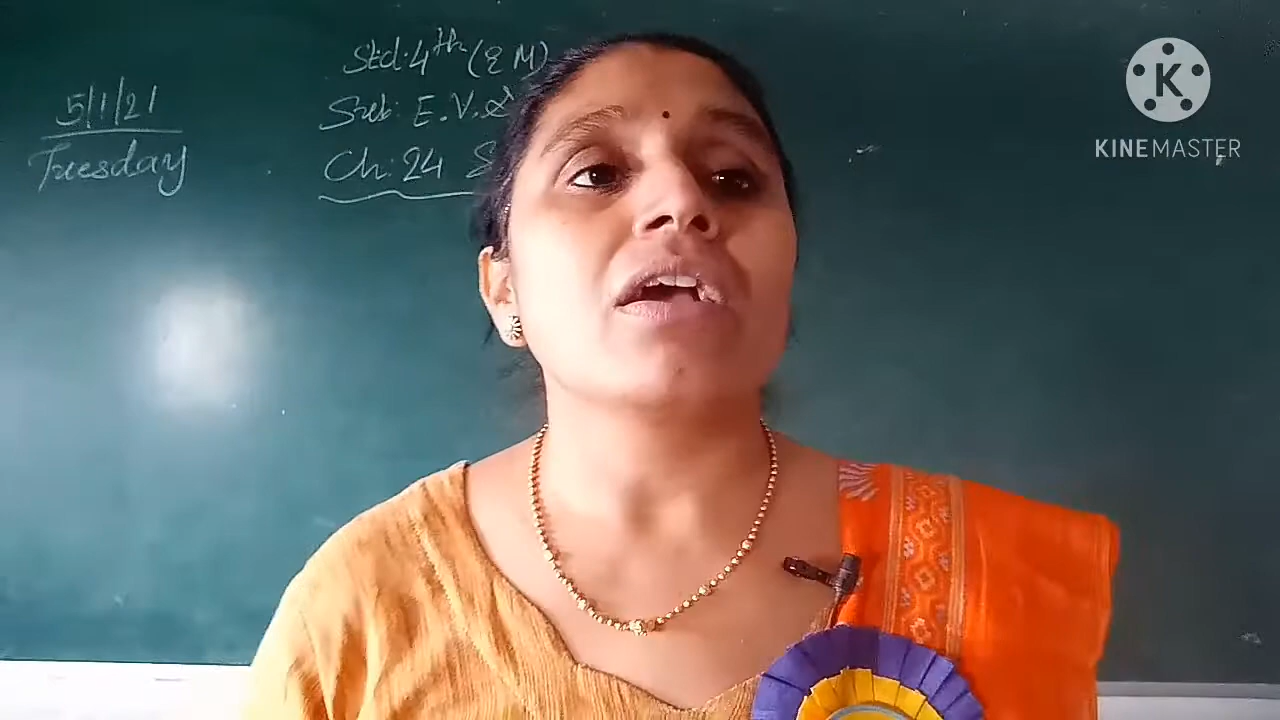 5/1/21
Tuesday
Std: 4th (E M)
Sub: E.V.S
Ch: 24 S
K
KINEMASTER